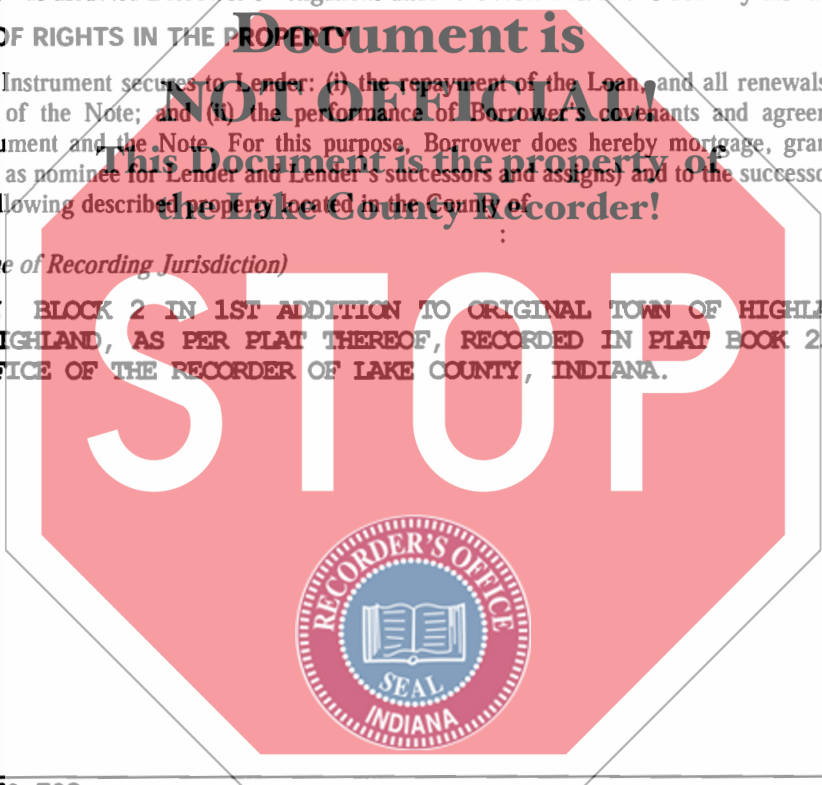 Document is
OF RIGHTS IN THE PROPERTY
NOT OFFICIAL!
Instrument secures to Lender: (i) the repayment of the Loan, and all renewals
of the Note; and (ii) the performance of Borrower's covenants and agreem
ument and the Note. For this purpose, Borrower does hereby mortgage, gran
This Document is the property of
as nominee for Lender and Lender's successors and assigns) and to the successo
llowing described property located in the County of
the Lake County Recorder!
:
e of Recording Jurisdiction)
BLOCK 2 IN 1ST ADDITION TO ORIGINAL TOWN OF HIGHLA
IGHLAND, AS PER PLAT THEREOF, RECORDED IN PLAT BOOK 2
FICE OF THE RECORDER OF LAKE COUNTY, INDIANA.
STOP
RECORDER'S OFFICE
SEAL
INDIANA